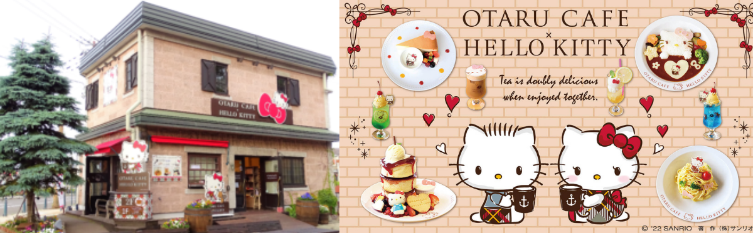 OTARU CAFE
×
HELLO KITTY
OTARU CAFE
×
HELLO KITTY
Tea is doubly delicious
when enjoyed together.
© '22 SANRIO 著作(株)サンリオ